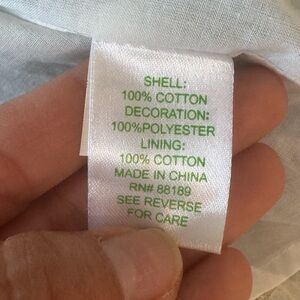 SHELL:
100% COTTON
DECORATION:
100%POLYESTER
LINING:
100% COTTON
MADE IN CHINA
RN# 88189
SEE REVERSE
FOR CARE